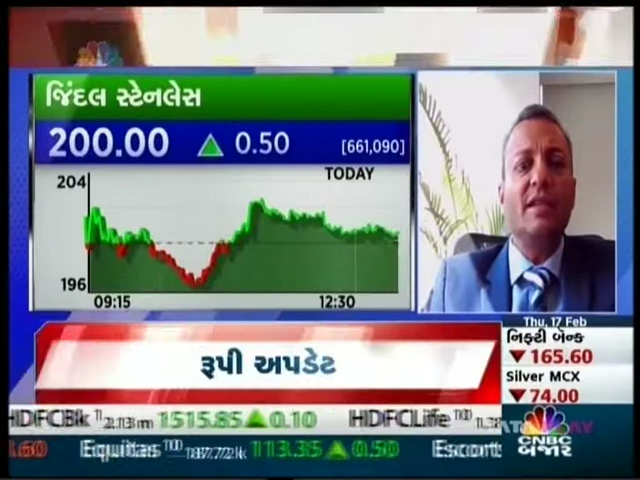 જિંદલ સ્ટેનલેસ
200.00 ▲ 0.50 [661,090]
TODAY
204
196
09:15 12:30
Thu, 17 Feb
નિફ્ટી બેન્ક
▼165.60
Silver MCX
▼74.00
રૂપી અપડેટ
HDFCBk 1515.85 ▲ 0.10 HDFCLife
Equitas 113.35 ▲ 0.50 Escorts
CNBC
બજાર